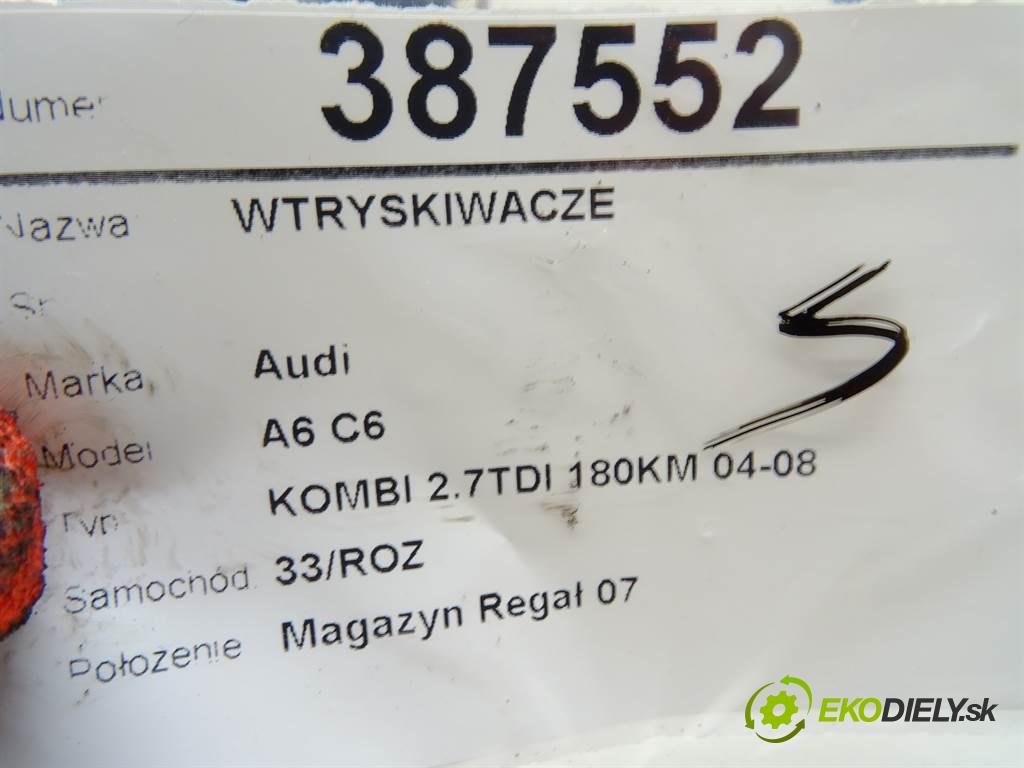 Numer 387552
Nazwa WTRYSKIWACZE
Marka Audi
Model A6 C6
Typ KOMBI 2.7TDI 180KM 04-08
Samochód 33/ROZ
Położenie Magazyn Regał 07
S
EKODIELY.sk